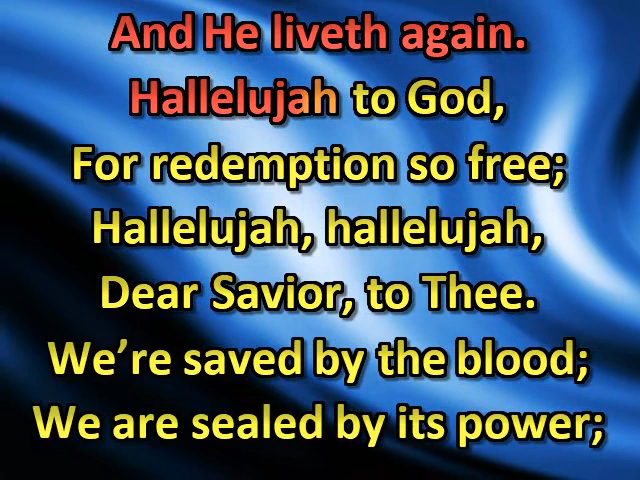 And He liveth again.
Hallelujah to God,
For redemption so free;
Hallelujah, hallelujah,
Dear Savior, to Thee.
We’re saved by the blood;
We are sealed by its power;